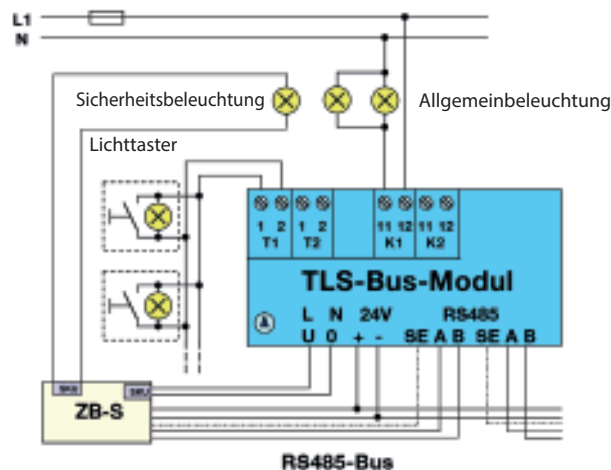 L1
N
Sicherheitsbeleuchtung
Allgemeinbeleuchtung
Lichttaster
1 2 1 2 11 12 11 12
T1 T2 K1 K2
TLS-Bus-Modul
L N 24V RS485
U 0 + - SE A B SE A B
SKU
ZB-S
RS485-Bus